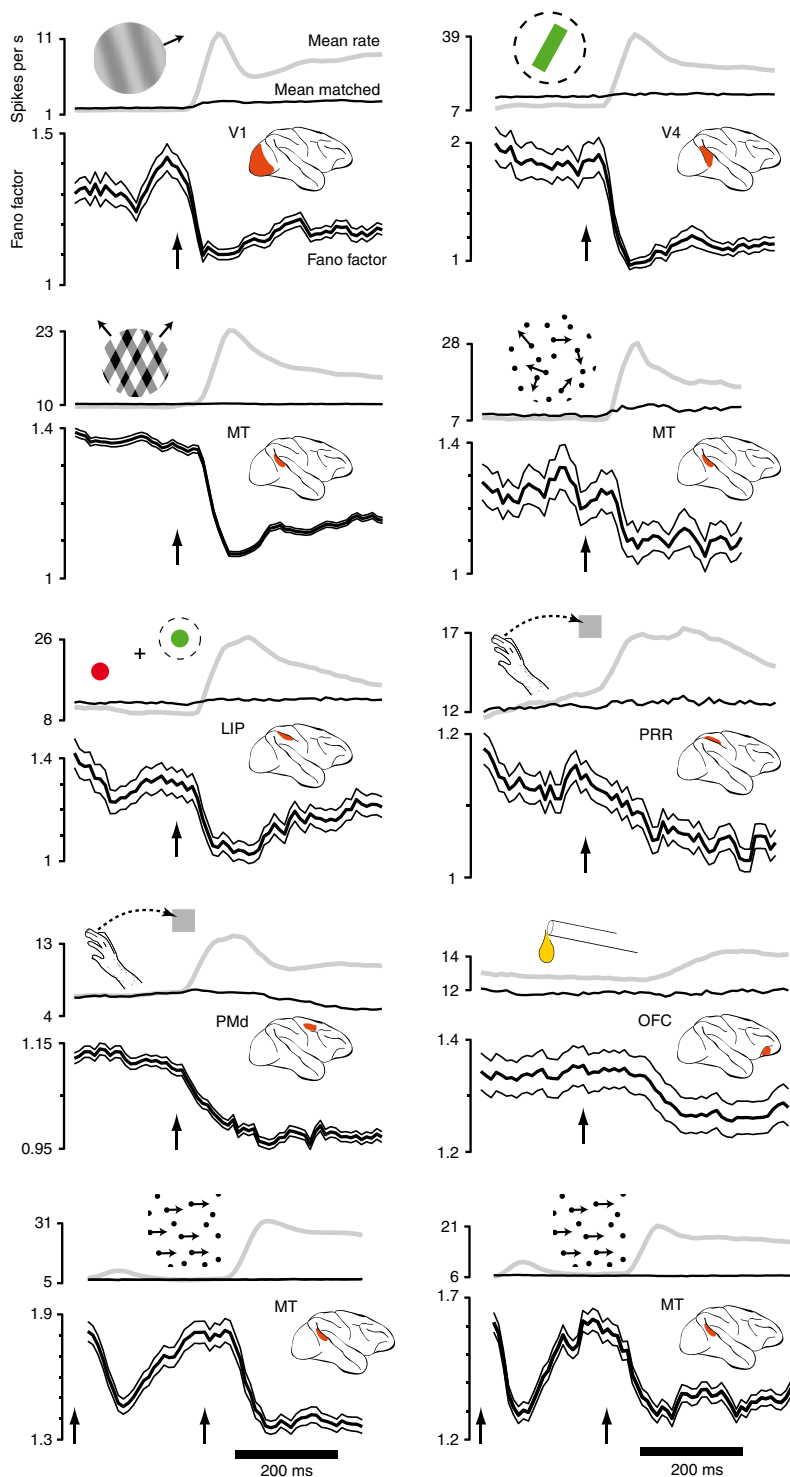 Spikes per s
11
1
Mean rate
Mean matched
39
7
Fano factor
1.5
1
V1
Fano factor
2
1
V4
23
10
28
7
1.4
1
MT
1.4
1
MT
26
8
+
17
12
1.4
1
LIP
1.2
1
PRR
13
4
14
12
1.15
0.95
PMd
1.4
1.2
OFC
31
5
21
6
1.9
1.3
MT
1.7
1.2
MT
200 ms
200 ms